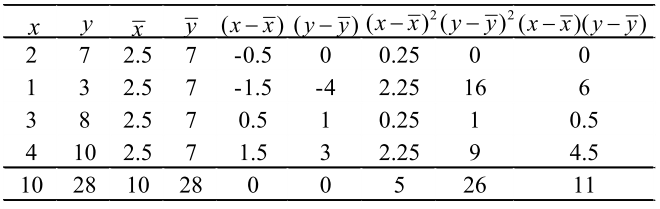 x y x̅ y̅ (x−x̅) (y−y̅) (x−x̅)² (y−y̅)² (x−x̅)(y−y̅)
2 7 2.5 7 -0.5 0 0.25 0 0
1 3 2.5 7 -1.5 -4 2.25 16 6
3 8 2.5 7 0.5 1 0.25 1 0.5
4 10 2.5 7 1.5 3 2.25 9 4.5
10 28 10 28 0 0 5 26 11